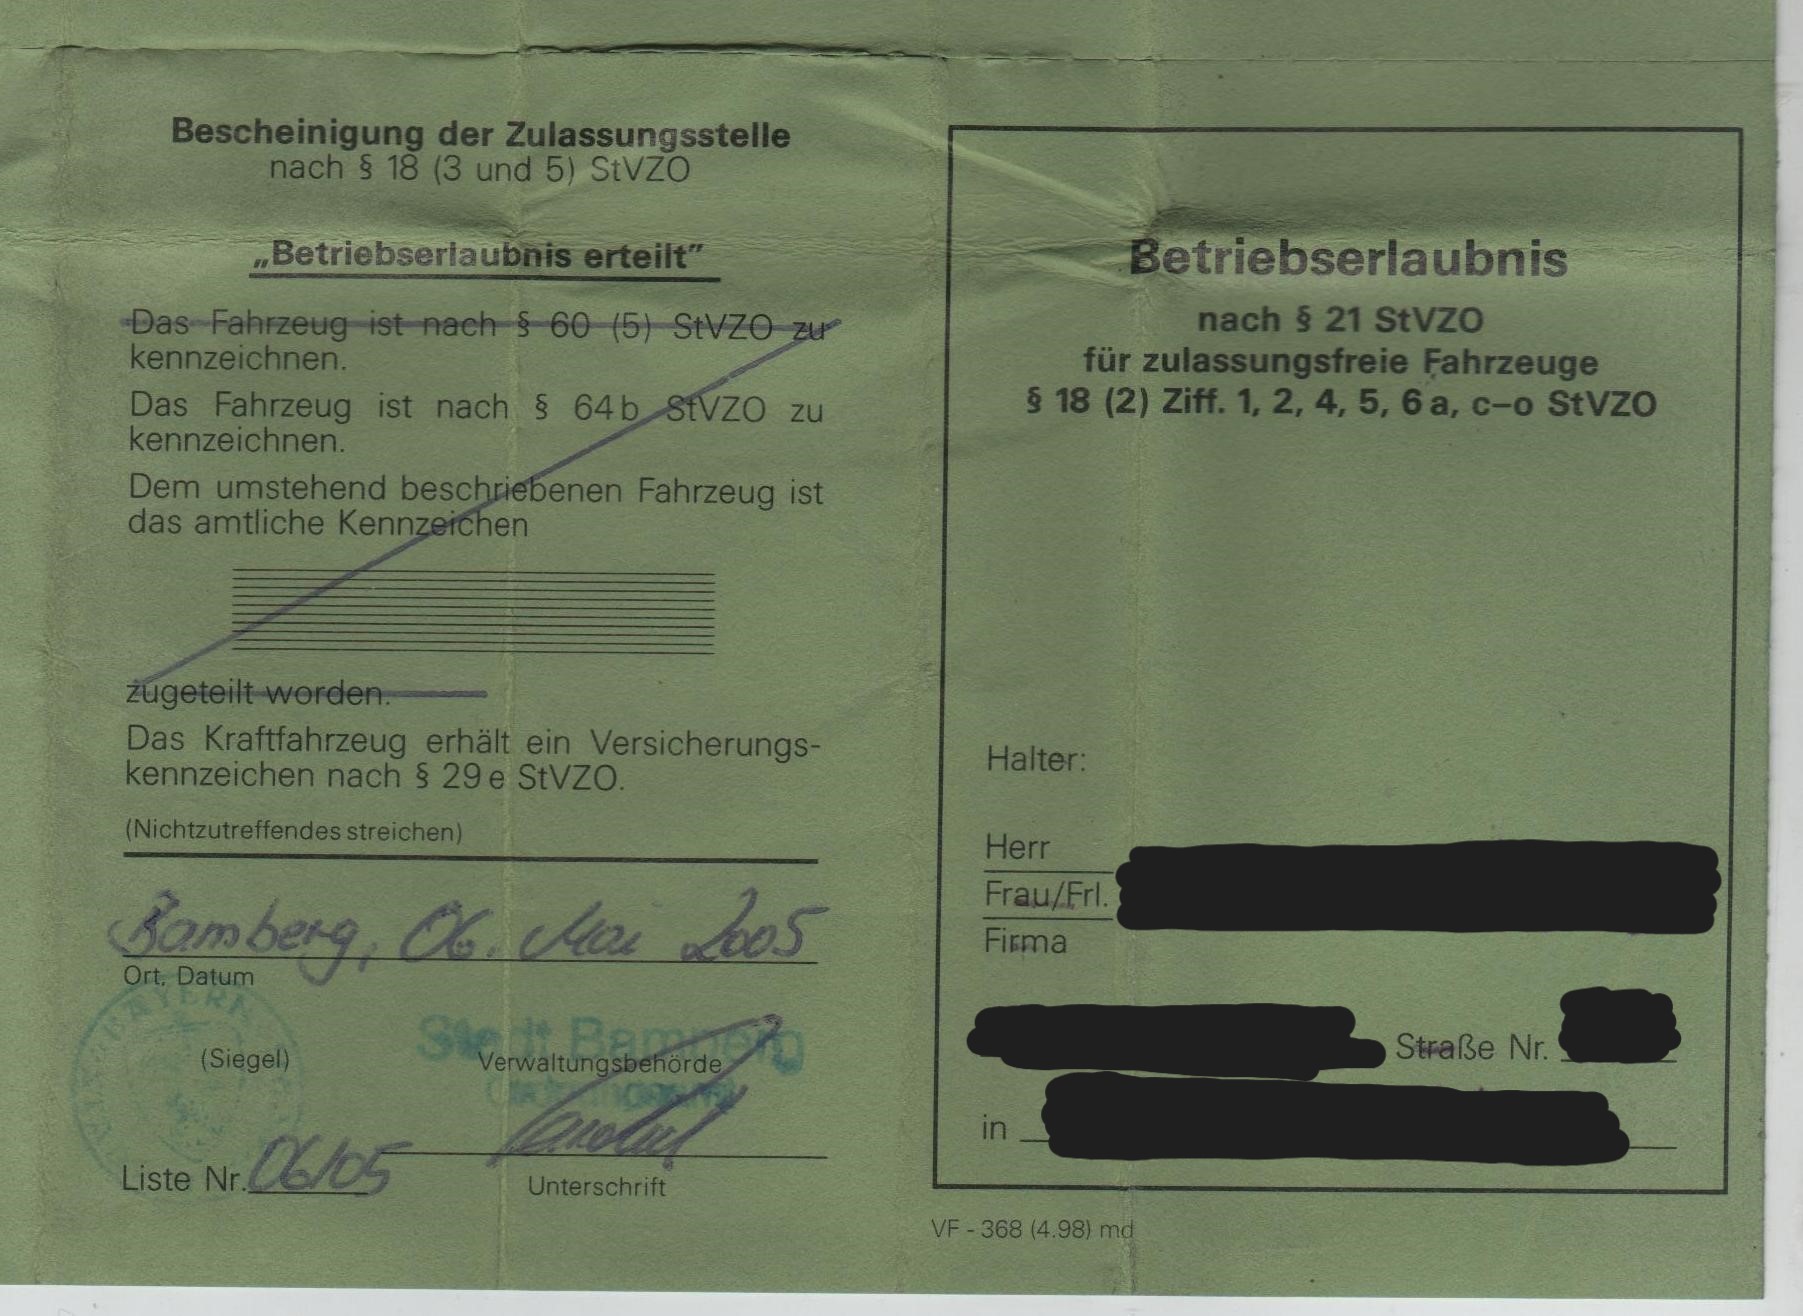 Bescheinigung der Zulassungsstelle
nach § 18 (3 und 5) StVZO
„Betriebserlaubnis erteilt"
Das Fahrzeug ist nach § 60 (5) StVZO zu
kennzeichnen.
Das Fahrzeug ist nach § 64 b StVZO zu
kennzeichnen.
Dem umstehend beschriebenen Fahrzeug ist
das amtliche Kennzeichen
zugeteilt worden.
Das Kraftfahrzeug erhält ein Versicherungs-
kennzeichen nach § 29 e StVZO.
(Nichtzutreffendes streichen)
Bamberg, 06. Mai 2005
Ort, Datum
BAYERN
(Siegel)
Stadt Bamberg
Verwaltungsbehörde
Liste Nr. 06/05
Unterschrift
Betriebserlaubnis
nach § 21 StVZO
für zulassungsfreie Fahrzeuge
§ 18 (2) Ziff. 1, 2, 4, 5, 6 a, c–o StVZO
Halter:
Herr
Frau/Frl.
Firma
Straße Nr.
in
VF - 368 (4.98) md